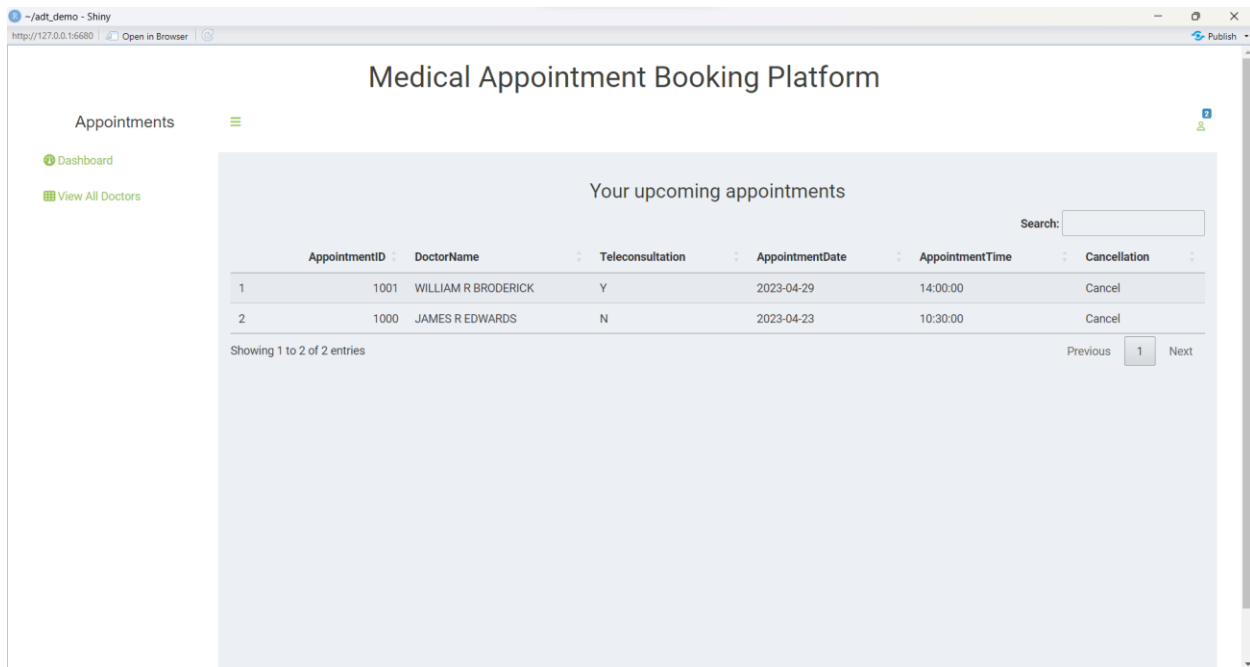 ~/adt_demo - Shiny
http://127.0.0.1:6680 Open in Browser Publish
Medical Appointment Booking Platform
Appointments
2
Dashboard
View All Doctors
Your upcoming appointments
Search:
AppointmentID DoctorName Teleconsultation AppointmentDate AppointmentTime Cancellation
1 1001 WILLIAM R BRODERICK Y 2023-04-29 14:00:00 Cancel
2 1000 JAMES R EDWARDS N 2023-04-23 10:30:00 Cancel
Showing 1 to 2 of 2 entries Previous 1 Next